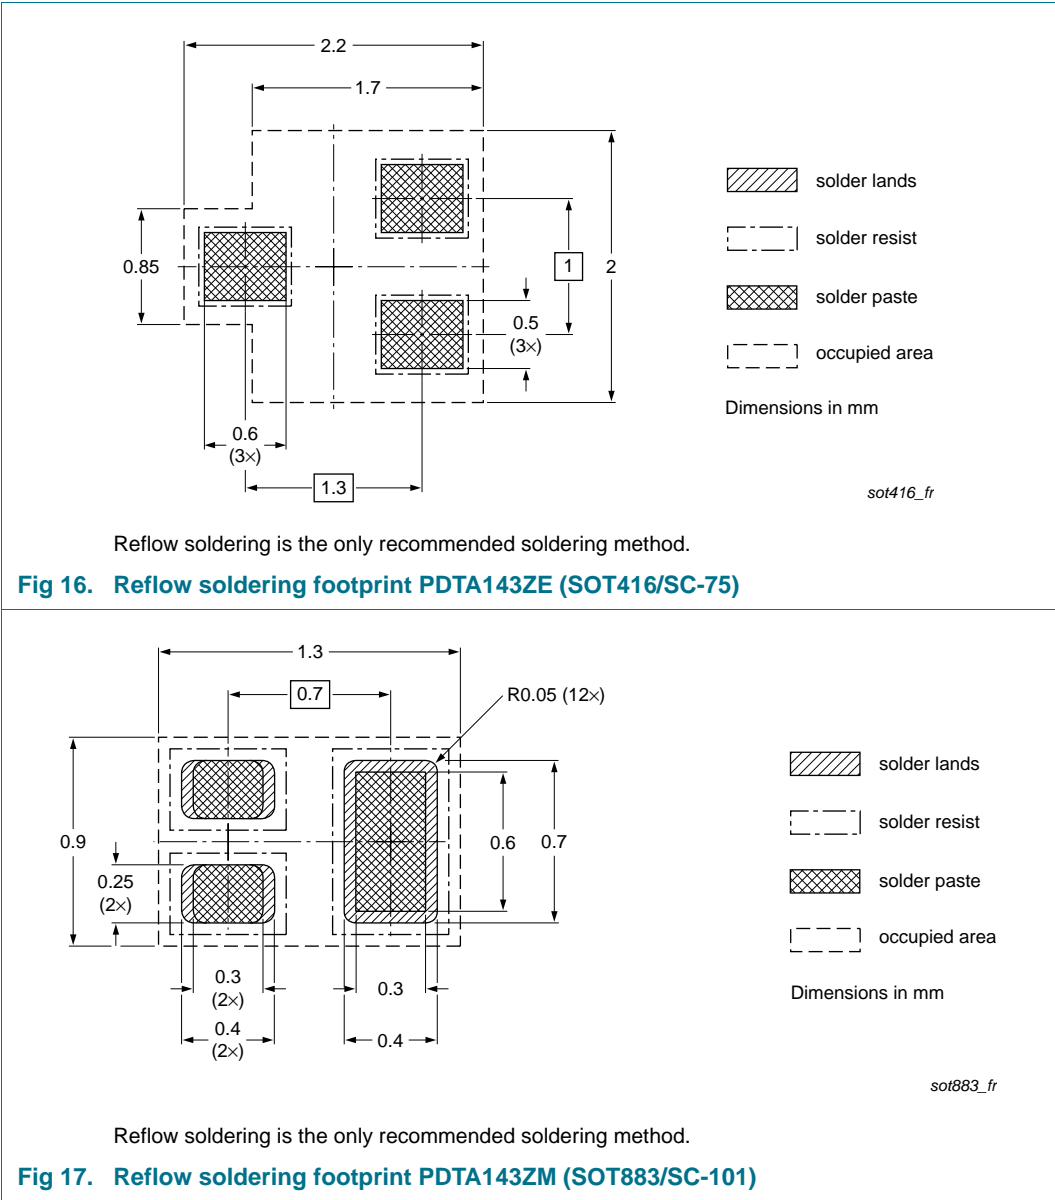 2.2
1.7
solder lands
solder resist
0.85
1
2
solder paste
0.5
(3×)
occupied area
Dimensions in mm
0.6
(3×)
1.3
sot416_fr
Reflow soldering is the only recommended soldering method.
Fig 16. Reflow soldering footprint PDTA143ZE (SOT416/SC-75)
1.3
0.7
R0.05 (12×)
solder lands
solder resist
0.9
0.6
0.7
0.25
(2×)
solder paste
occupied area
0.3
(2×)
0.3
Dimensions in mm
0.4
(2×)
0.4
sot883_fr
Reflow soldering is the only recommended soldering method.
Fig 17. Reflow soldering footprint PDTA143ZM (SOT883/SC-101)